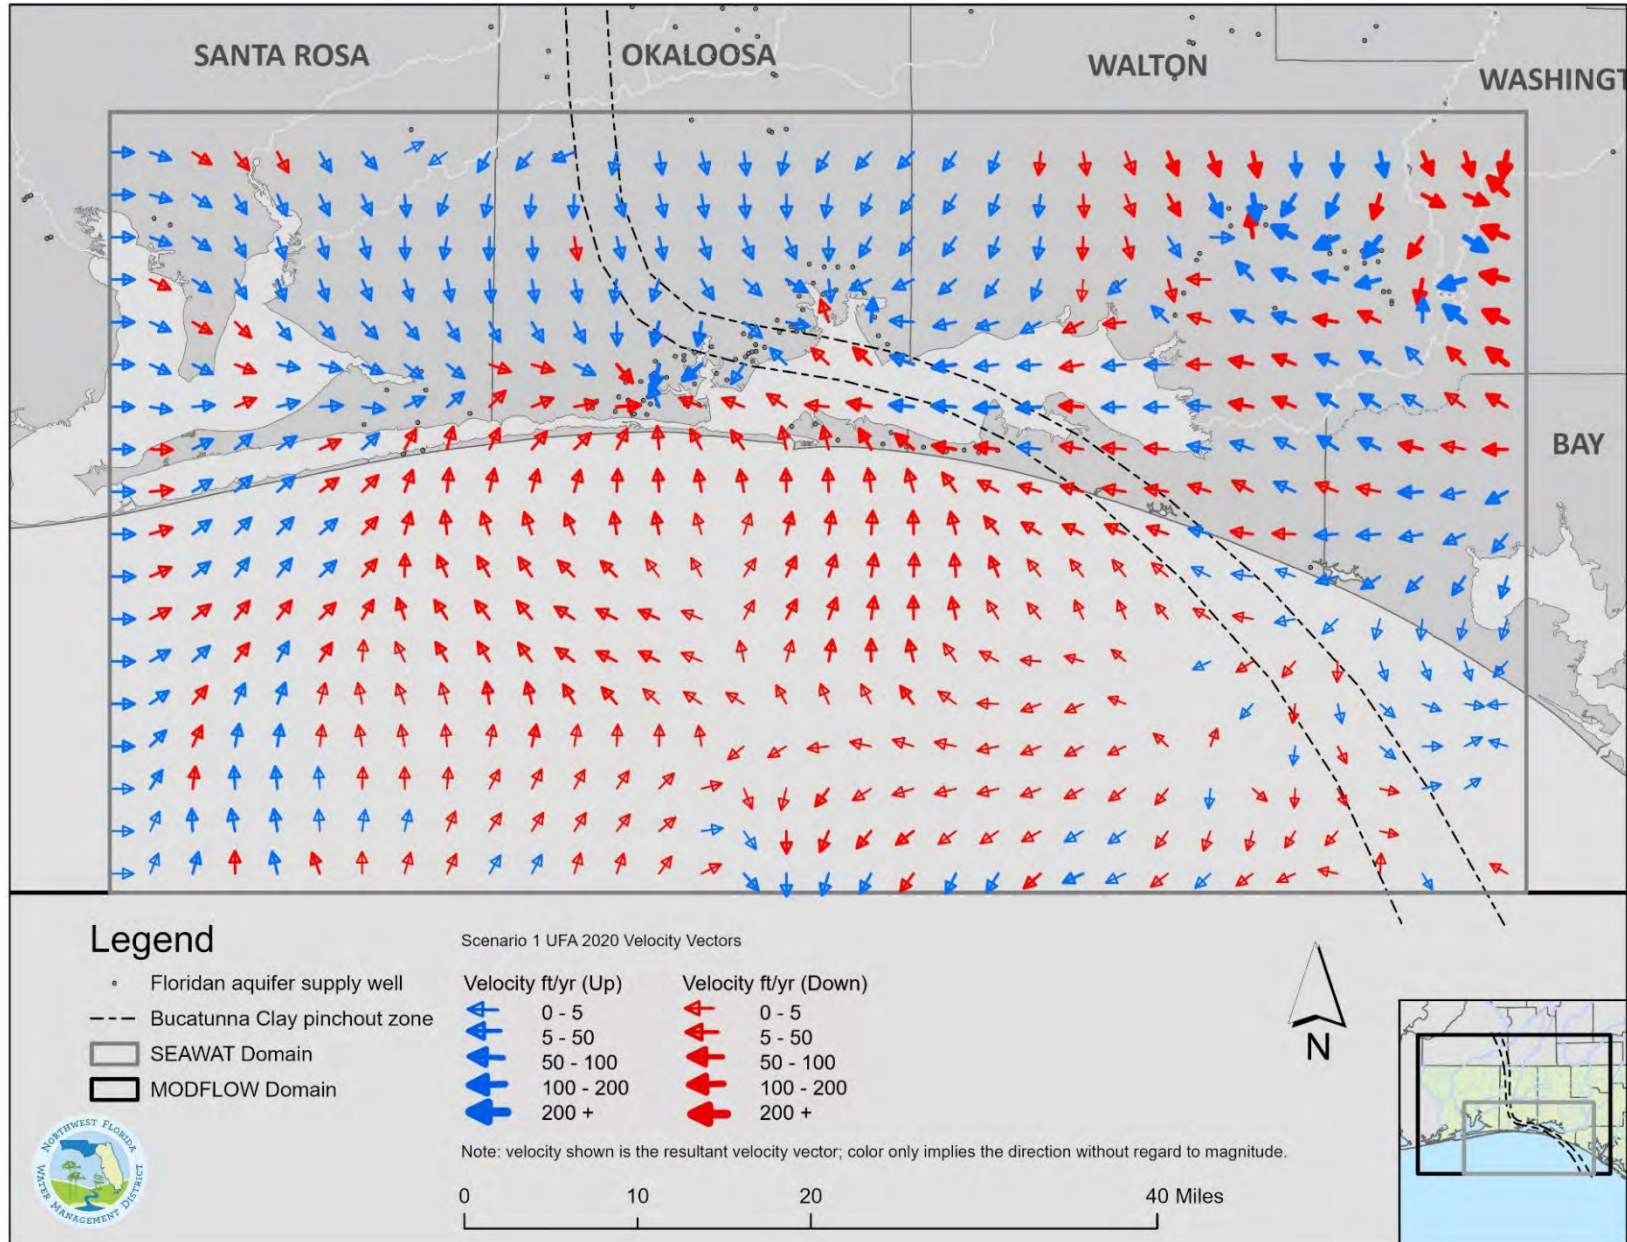 SANTA ROSA
OKALOOSA
WALTON
WASHINGT
BAY
Legend
Floridan aquifer supply well
Bucatunna Clay pinchout zone
SEAWAT Domain
MODFLOW Domain
Scenario 1 UFA 2020 Velocity Vectors
Velocity ft/yr (Up)
0 - 5
5 - 50
50 - 100
100 - 200
200 +
Velocity ft/yr (Down)
0 - 5
5 - 50
50 - 100
100 - 200
200 +
Note: velocity shown is the resultant velocity vector; color only implies the direction without regard to magnitude.
0 10 20 40 Miles
N
NORTHWEST FLORIDA
WATER MANAGEMENT DISTRICT